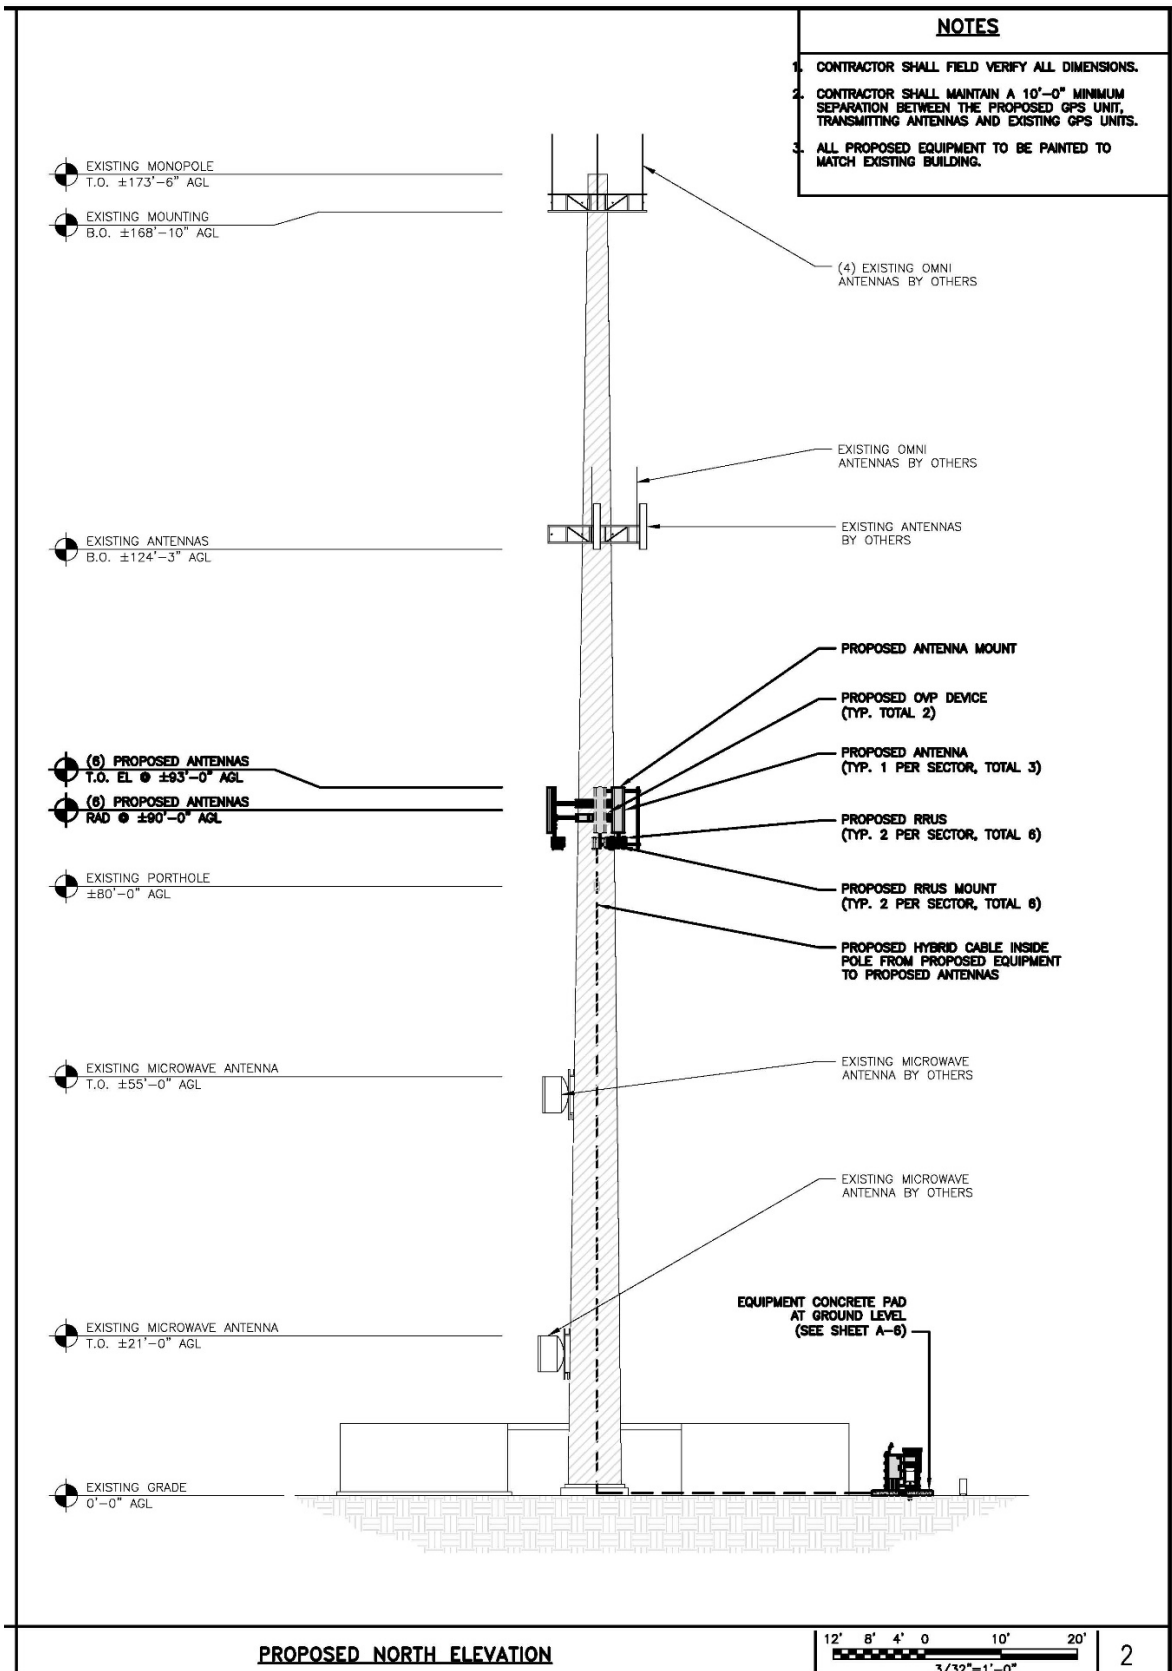 NOTES
1. CONTRACTOR SHALL FIELD VERIFY ALL DIMENSIONS.
2. CONTRACTOR SHALL MAINTAIN A 10'-0" MINIMUM
SEPARATION BETWEEN THE PROPOSED GPS UNIT,
TRANSMITTING ANTENNAS AND EXISTING GPS UNITS.
3. ALL PROPOSED EQUIPMENT TO BE PAINTED TO
MATCH EXISTING BUILDING.
EXISTING MONOPOLE
T.O. ±173'-6" AGL
EXISTING MOUNTING
B.O. ±168'-10" AGL
(4) EXISTING OMNI
ANTENNAS BY OTHERS
EXISTING OMNI
ANTENNAS BY OTHERS
EXISTING ANTENNAS
BY OTHERS
EXISTING ANTENNAS
B.O. ±124'-3" AGL
PROPOSED ANTENNA MOUNT
PROPOSED OVP DEVICE
(TYP. TOTAL 2)
PROPOSED ANTENNA
(TYP. 1 PER SECTOR, TOTAL 3)
(6) PROPOSED ANTENNAS
T.O. EL @ ±93'-0" AGL
(6) PROPOSED ANTENNAS
RAD @ ±90'-0" AGL
PROPOSED RRUS
(TYP. 2 PER SECTOR, TOTAL 6)
EXISTING PORTHOLE
±80'-0" AGL
PROPOSED RRUS MOUNT
(TYP. 2 PER SECTOR, TOTAL 6)
PROPOSED HYBRID CABLE INSIDE
POLE FROM PROPOSED EQUIPMENT
TO PROPOSED ANTENNAS
EXISTING MICROWAVE ANTENNA
T.O. ±55'-0" AGL
EXISTING MICROWAVE
ANTENNA BY OTHERS
EXISTING MICROWAVE
ANTENNA BY OTHERS
EQUIPMENT CONCRETE PAD
AT GROUND LEVEL
(SEE SHEET A-6)
EXISTING MICROWAVE ANTENNA
T.O. ±21'-0" AGL
EXISTING GRADE
0'-0" AGL
PROPOSED NORTH ELEVATION
12' 8' 4' 0 10' 20'
3/32"=1'-0"
2